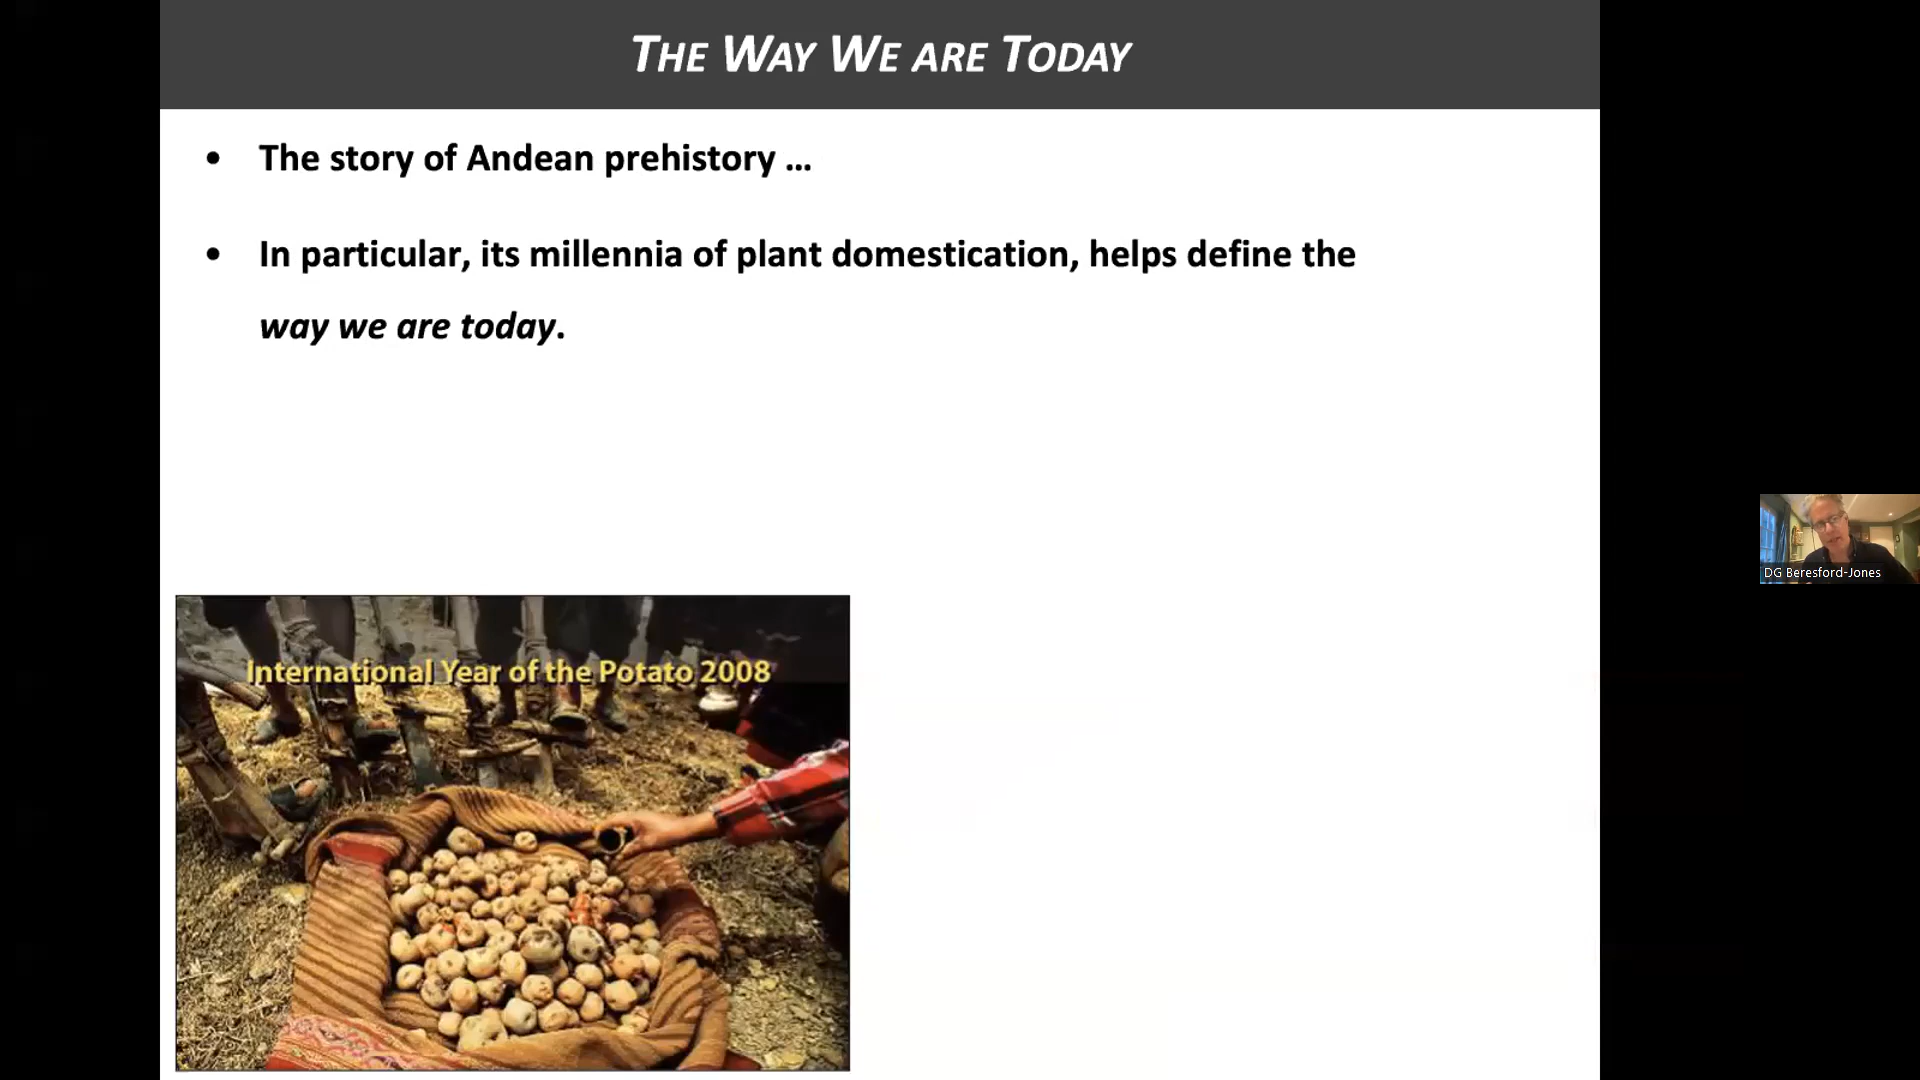 THE WAY WE ARE TODAY
• The story of Andean prehistory ...
• In particular, its millennia of plant domestication, helps define the
way we are today.
International Year of the Potato 2008
DG Beresford-Jones